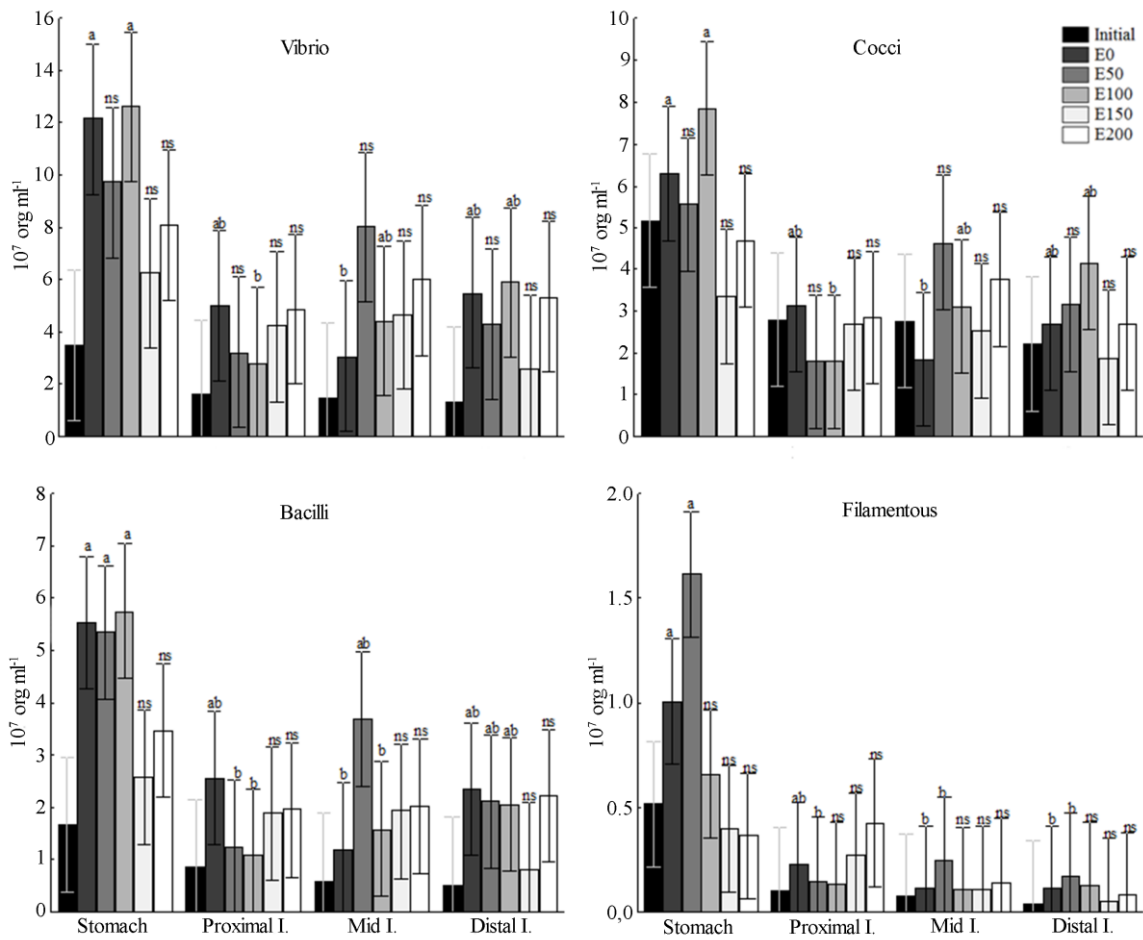 Vibrio
16
14
12
10
8
6
4
2
0
10⁷ org ml⁻¹
a ns a ns ns
ab ns b ns ns
b ns ab ns ns
ab ns ab ns ns
Cocci
10
9
8
7
6
5
4
3
2
1
0
10⁷ org ml⁻¹
a ns a ns ns
ab ns b ns ns
b ns ab ns ns
ab ns ab ns ns
Initial
E0
E50
E100
E150
E200
Bacilli
8
7
6
5
4
3
2
1
0
10⁷ org ml⁻¹
a a a ns ns
ab b b ns ns
b ab b ns ns
ab ab ab ns ns
Stomach Proximal I. Mid I. Distal I.
Filamentous
2.0
1.5
1.0
0.5
0,0
10⁷ org ml⁻¹
a a ns ns ns
ab b ns ns ns
b b ns ns ns
b b ns ns ns
Stomach Proximal I. Mid I. Distal I.